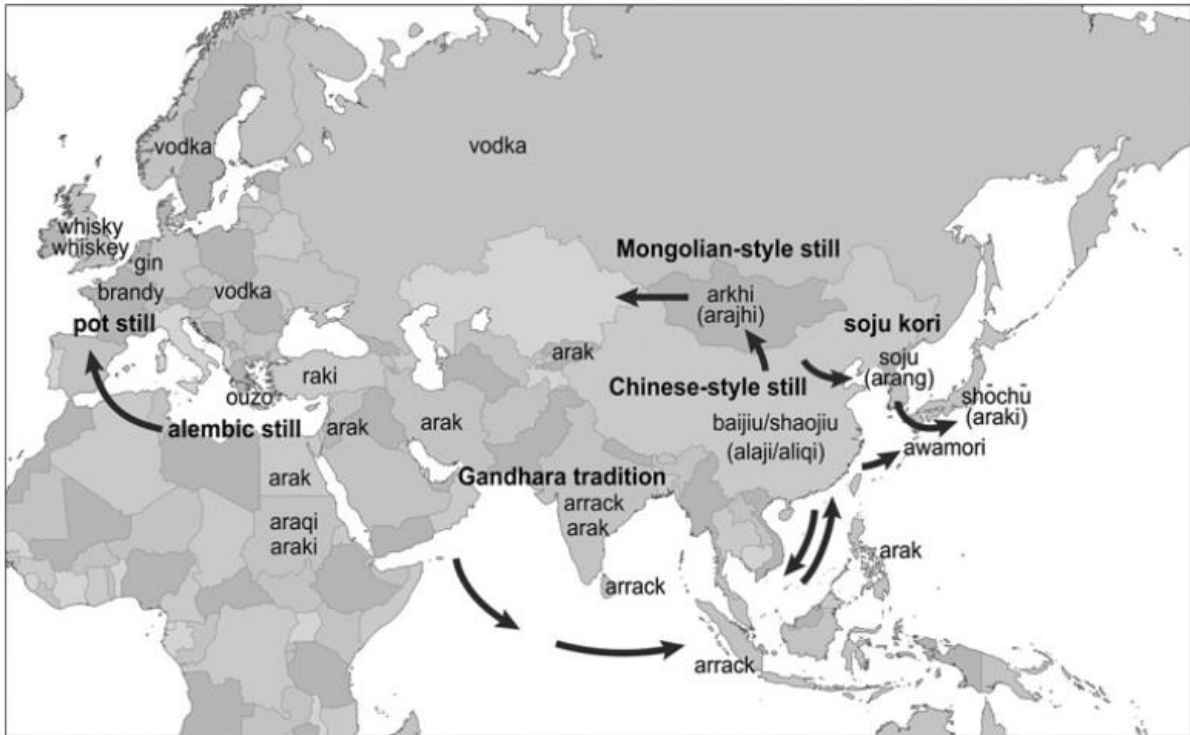 vodka
vodka
whisky
whiskey
gin
brandy
vodka
pot still
Mongolian-style still
arkhi
(arajhi)
soju kori
soju
(arang)
arak
raki
Chinese-style still
shōchū
(araki)
ouzo
alembic still
arak
arak
baijiu/shaojiu
(alaji/aliqi)
awamori
arak
Gandhara tradition
arrack
arak
araqi
araki
arak
arrack
arrack